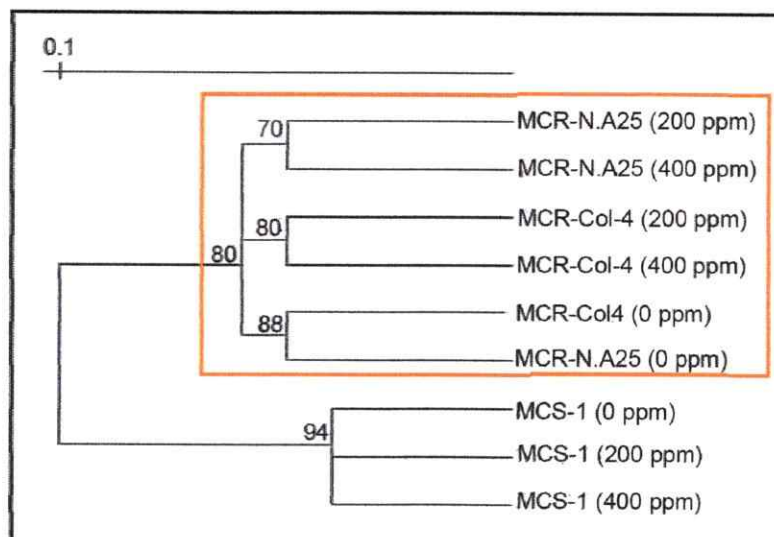 0.1
70
MCR-N.A25 (200 ppm)
MCR-N.A25 (400 ppm)
80
MCR-Col-4 (200 ppm)
80
MCR-Col-4 (400 ppm)
MCR-Col4 (0 ppm)
88
MCR-N.A25 (0 ppm)
MCS-1 (0 ppm)
94
MCS-1 (200 ppm)
MCS-1 (400 ppm)